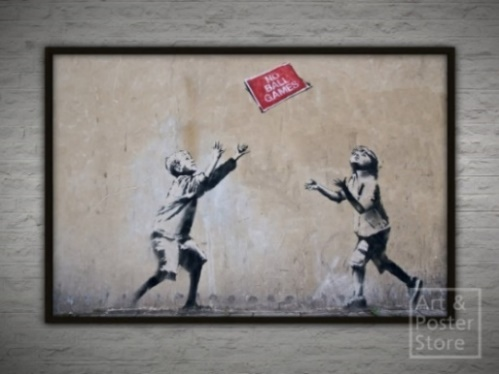 NO
BALL
GAMES
Art &
Poster
Store